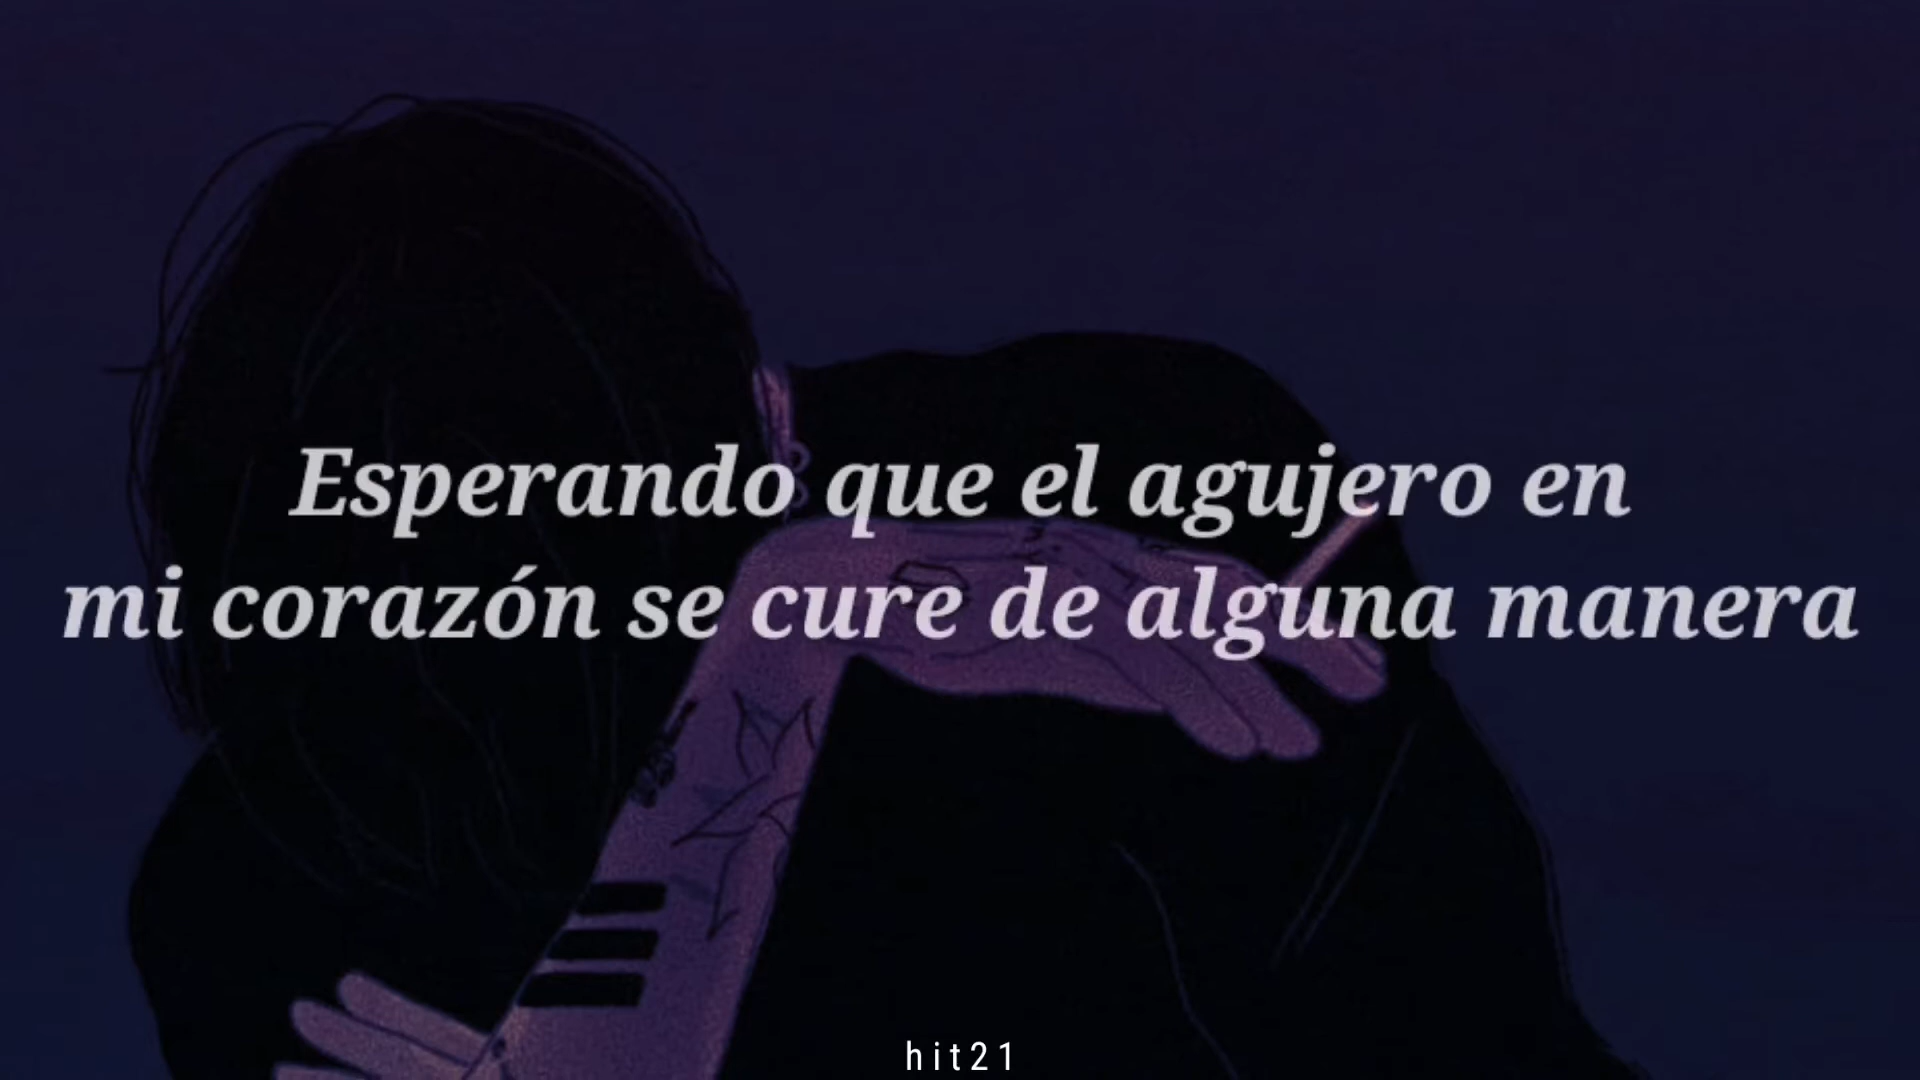 Esperando que el agujero en
mi corazón se cure de alguna manera
hit21